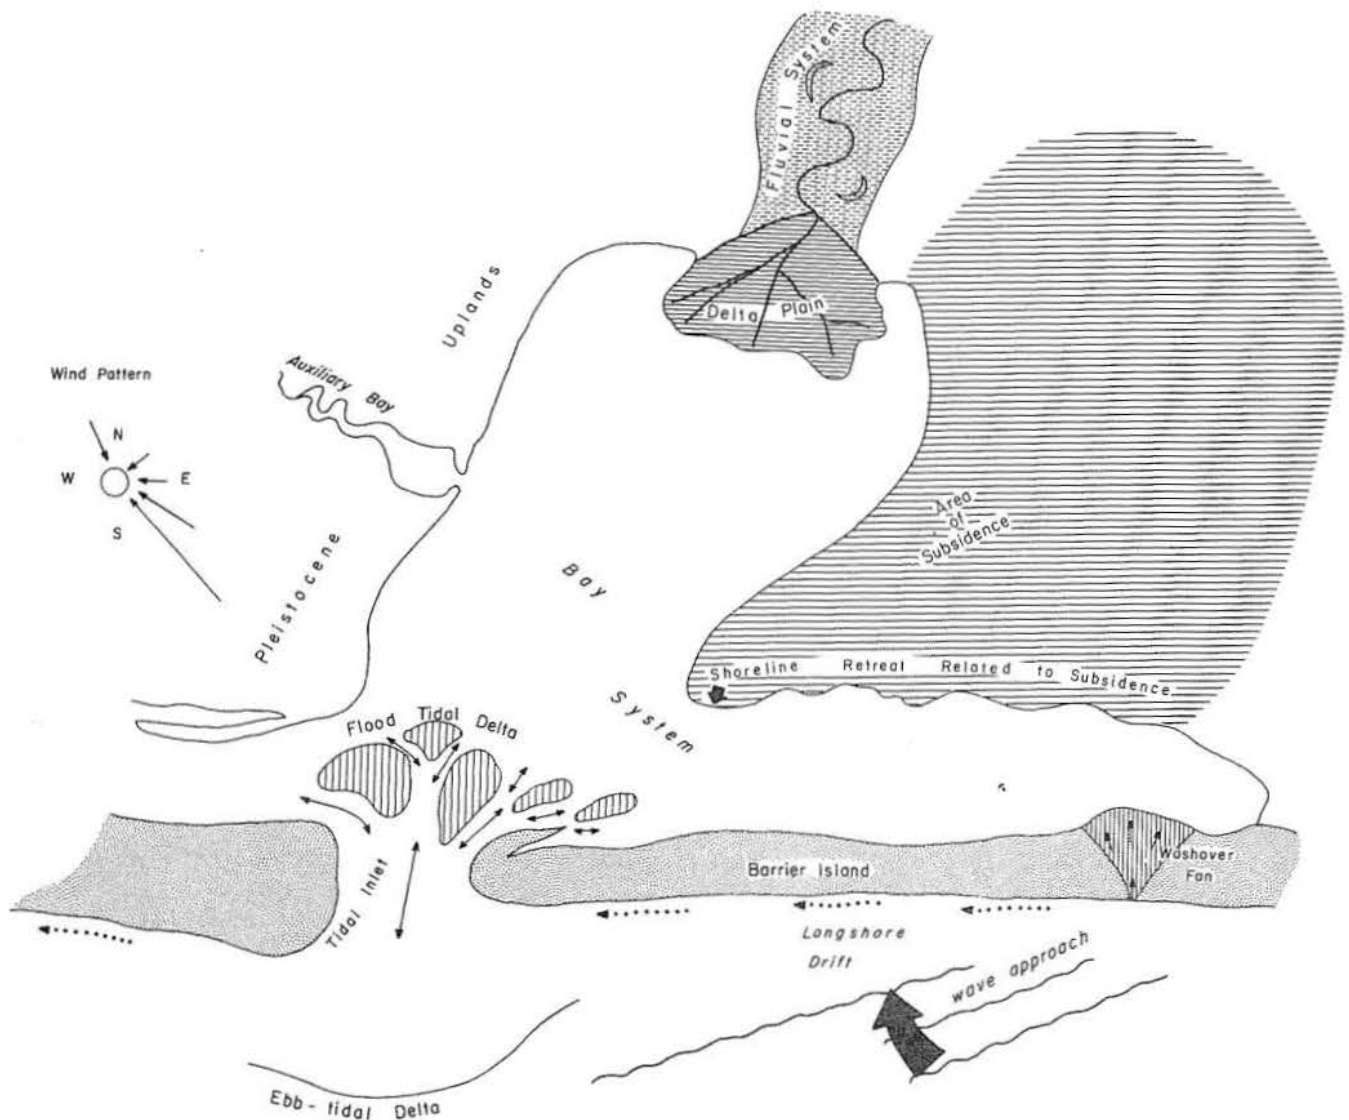 Fluvial System
Delta Plain
Uplands
Auxiliary Bay
Wind Pattern
N
W E
S
Area
of
Subsidence
Pleistocene
Bay
System
Shoreline Retreat Related to Subsidence
Flood Tidal Delta
Barrier Island
Washover
Fan
Tidal Inlet
Longshore
Drift
wave approach
Ebb-tidal Delta